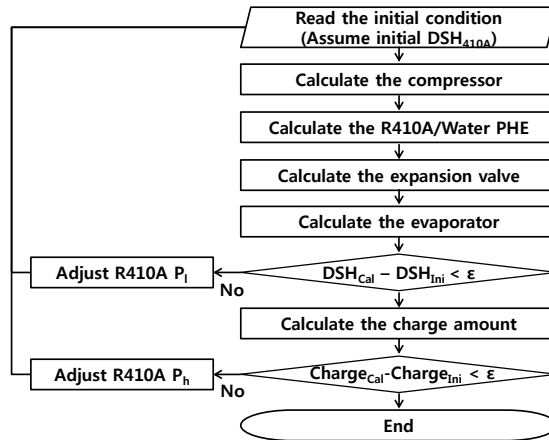 Read the initial condition
(Assume initial DSH410A)
Calculate the compressor
Calculate the R410A/Water PHE
Calculate the expansion valve
Calculate the evaporator
Adjust R410A Pl
No
DSHCal – DSHIni < ε
Calculate the charge amount
Adjust R410A Ph
No
ChargeCal-ChargeIni < ε
End